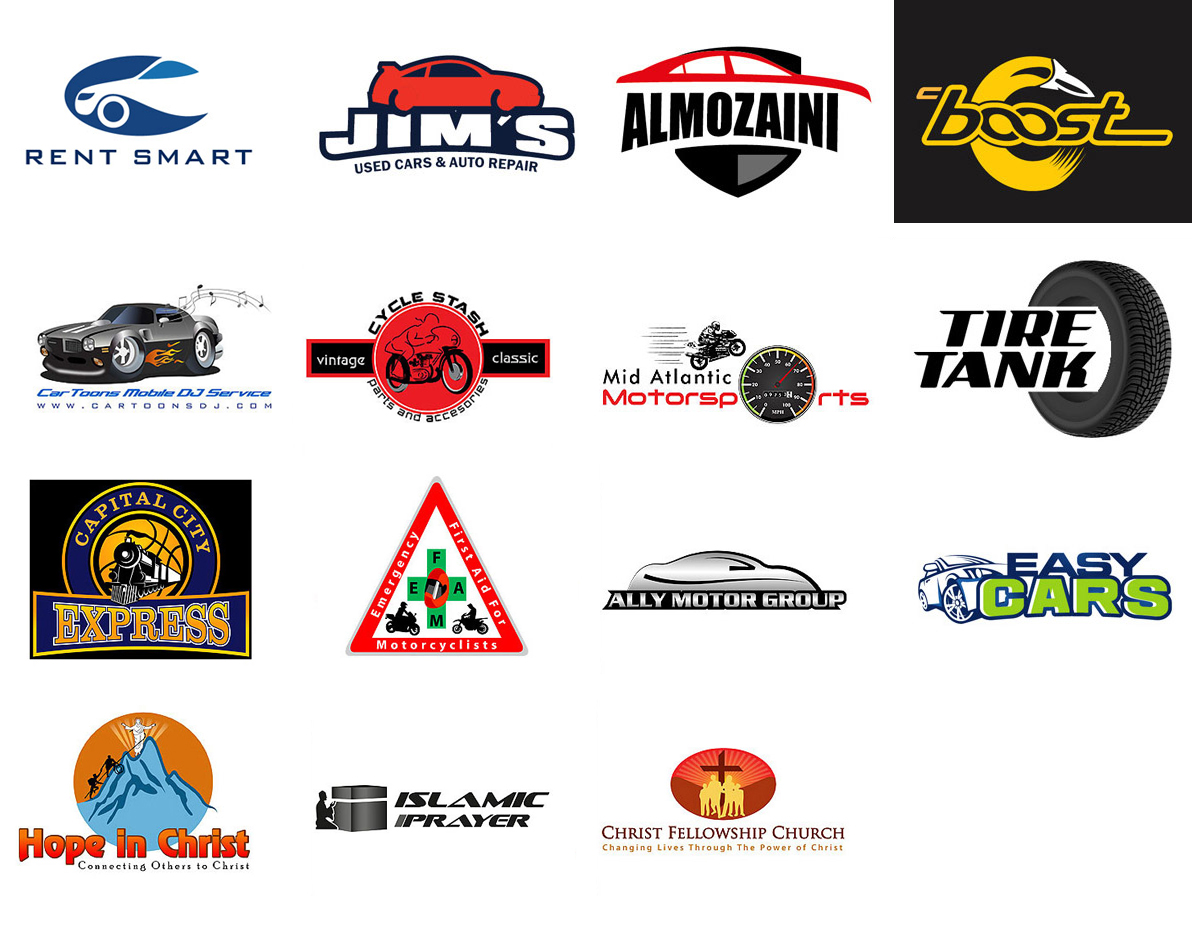 RENT SMART
JIM´S
USED CARS & AUTO REPAIR
ALMOZAINI
c boost
CarToons Mobile DJ Service
WWW.CARTOONSDJ.COM
CYCLE STASH
vintage
classic
parts and accesories
Mid Atlantic
Motorsports
MPH
TIRE
TANK
CAPITAL CITY
EXPRESS
Emergency
First Aid For
Motorcyclists
F
E A
M
ALLY MOTOR GROUP
EASY
CARS
Hope in Christ
Connecting Others to Christ
ISLAMIC
PRAYER
CHRIST FELLOWSHIP CHURCH
Changing Lives Through The Power of Christ